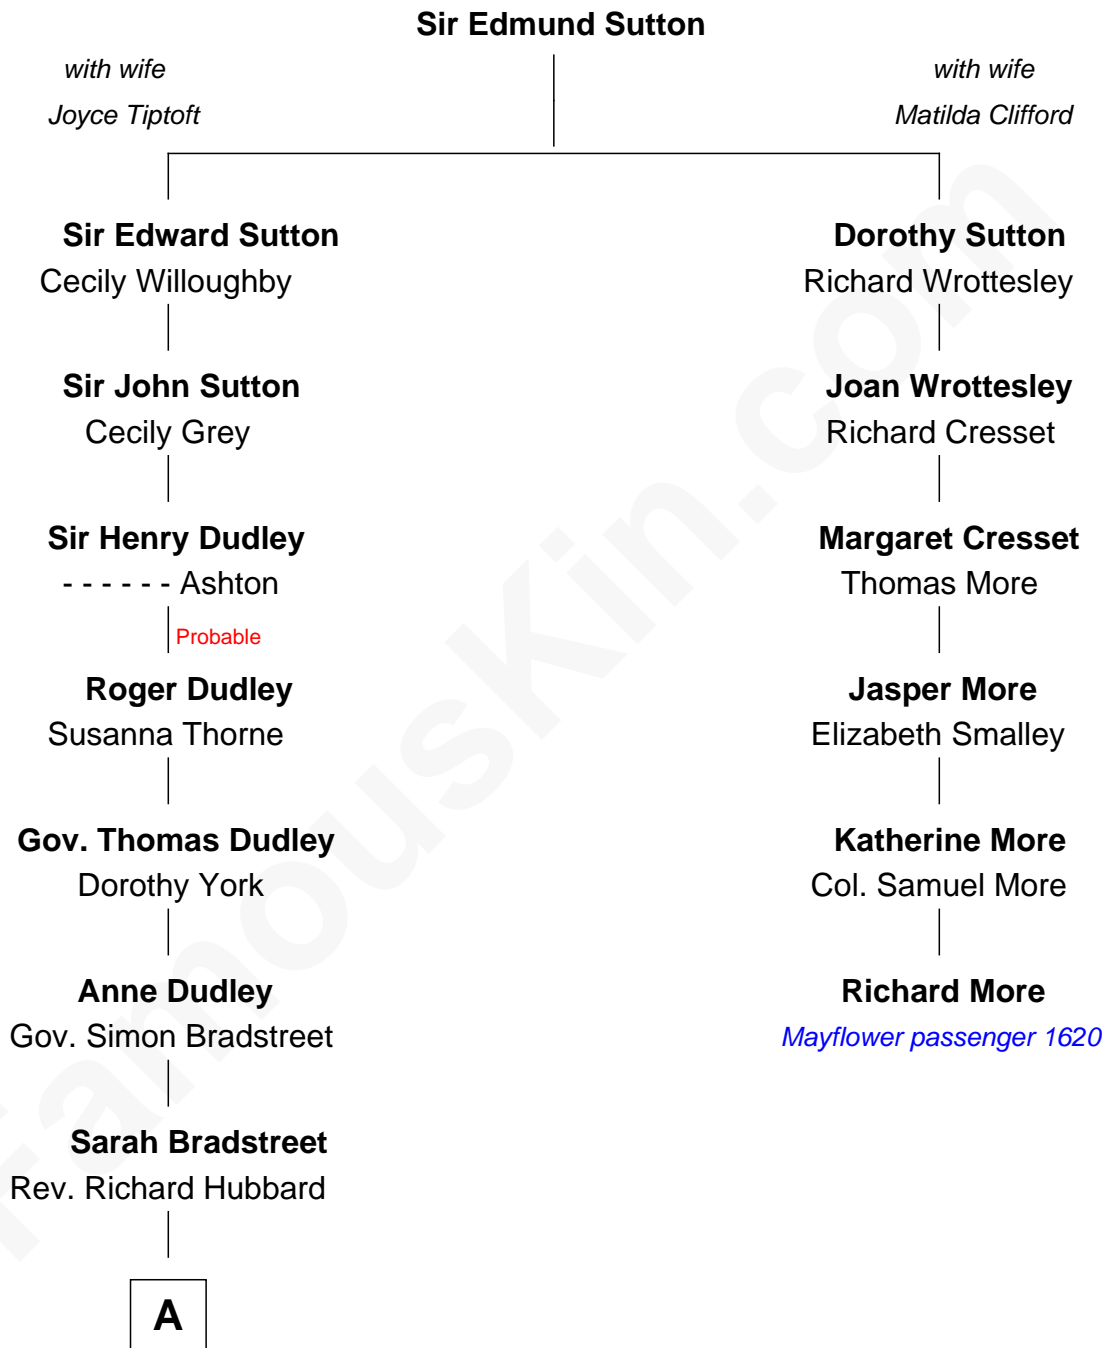 Sir Edmund Sutton
with wife
Joyce Tiptoft
with wife
Matilda Clifford
Sir Edward Sutton
Cecily Willoughby
Dorothy Sutton
Richard Wrottesley
Sir John Sutton
Cecily Grey
Joan Wrottesley
Richard Cresset
Sir Henry Dudley
- - - - - - Ashton
Probable
Margaret Cresset
Thomas More
Roger Dudley
Susanna Thorne
Jasper More
Elizabeth Smalley
Gov. Thomas Dudley
Dorothy York
Katherine More
Col. Samuel More
Anne Dudley
Gov. Simon Bradstreet
Richard More
Mayflower passenger 1620
Sarah Bradstreet
Rev. Richard Hubbard
A
FamousKin.com